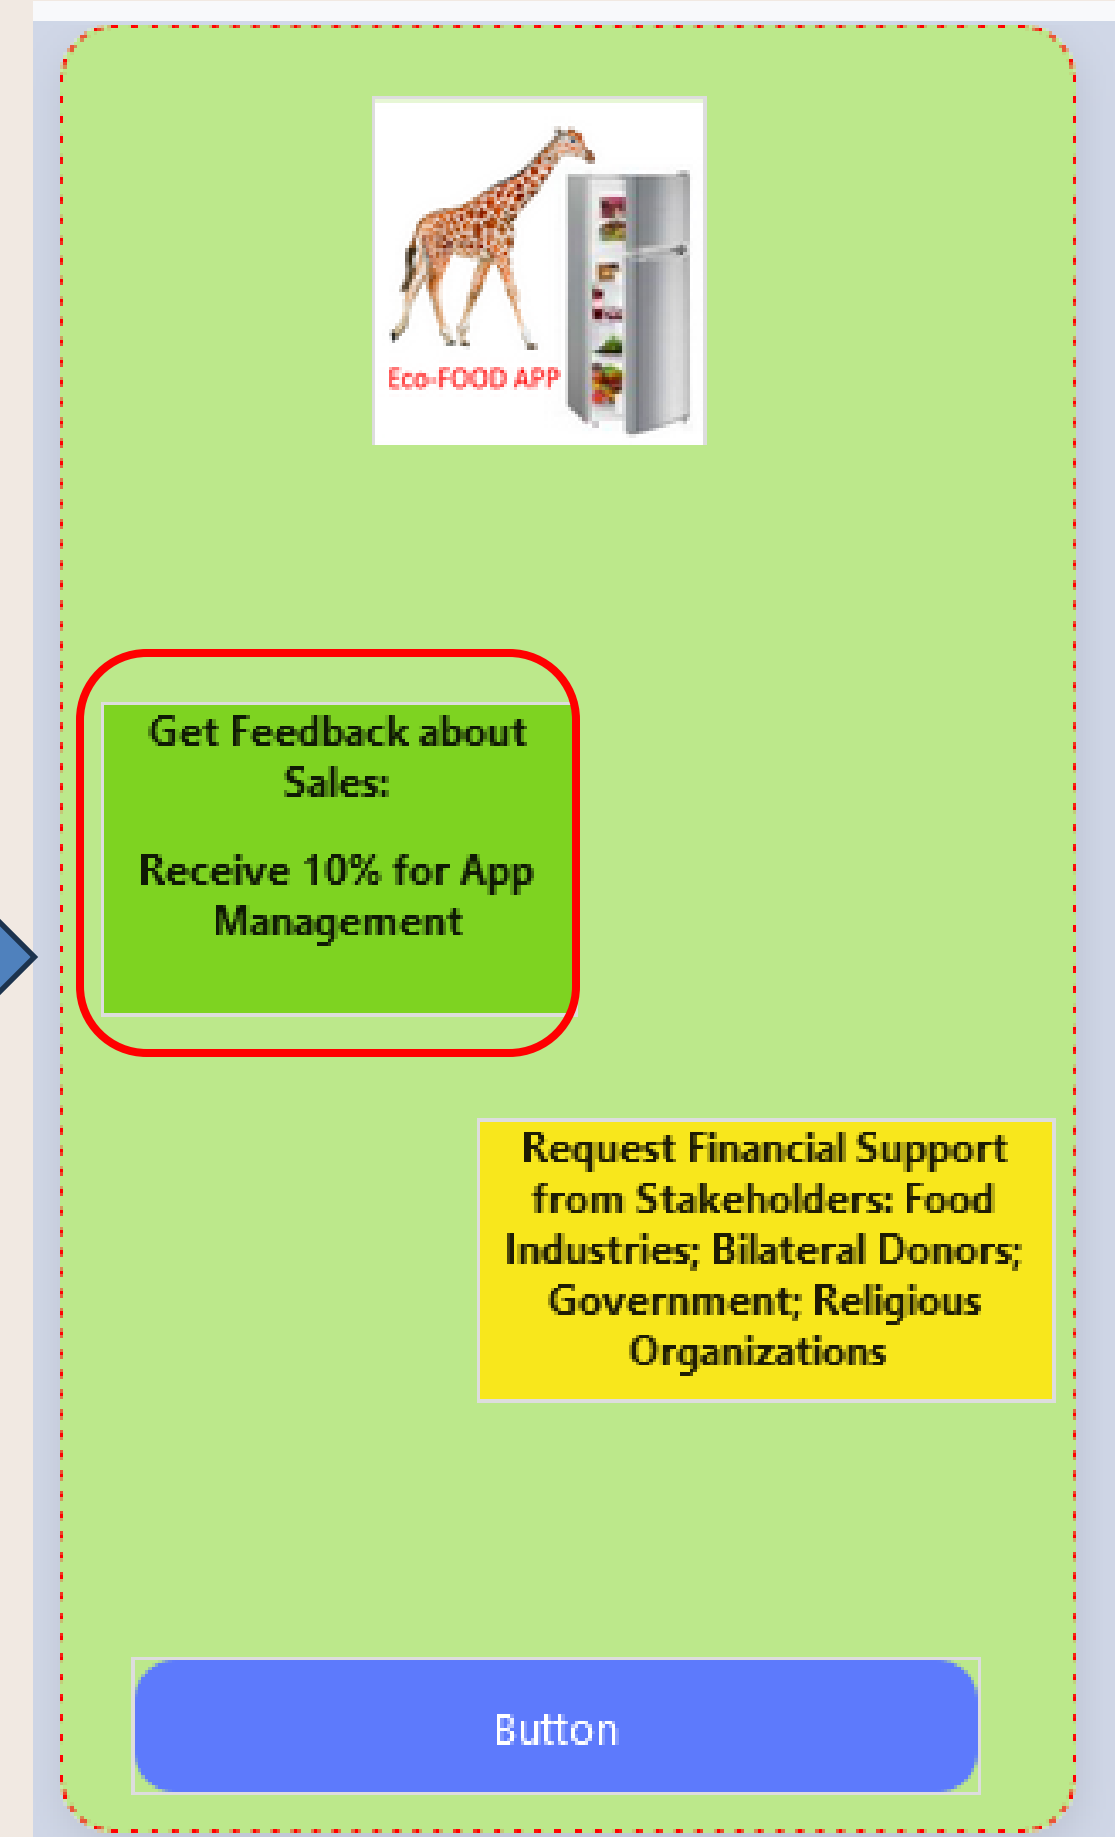 Eco-FOOD APP
Get Feedback about
Sales:
Receive 10% for App
Management
Request Financial Support
from Stakeholders: Food
Industries; Bilateral Donors;
Government; Religious
Organizations
Button